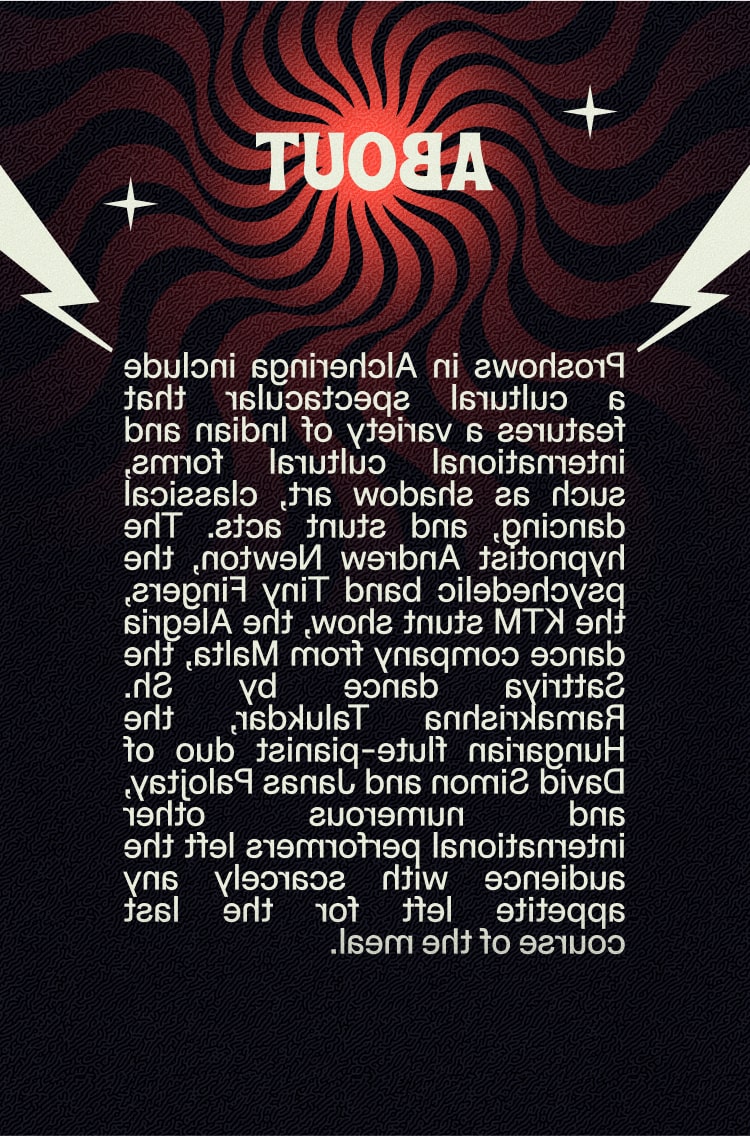 ABOUT
Proshows in Alcheringa include
a cultural spectacular that
features a variety of Indian and
international cultural forms,
such as shadow art, classical
dancing, and stunt acts. The
hypnotist Andrew Newton, the
psychedelic band Tiny Fingers,
the KTM stunt show, the Alegria
dance company from Malta, the
Sattriya dance by Sh.
Ramakrishna Talukdar, the
Hungarian flute-pianist duo of
David Simon and Janas Palojtay,
and numerous other
international performers left the
audience with scarcely any
appetite left for the last
course of the meal.